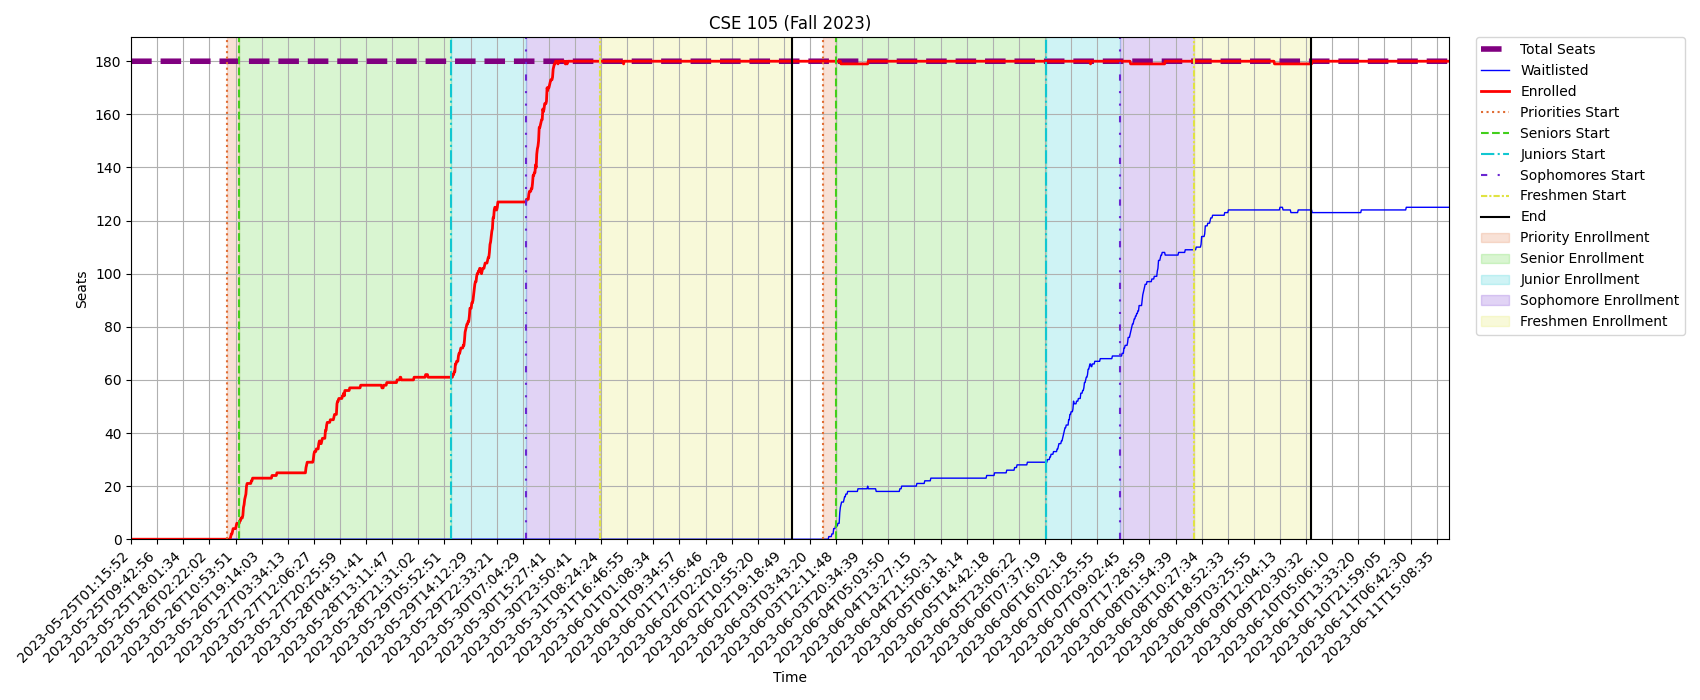 CSE 105 (Fall 2023)
Seats
180
160
140
120
100
80
60
40
20
0
2023-05-25T01:15:52
2023-05-25T09:42:56
2023-05-25T18:01:34
2023-05-26T02:22:02
2023-05-26T10:53:51
2023-05-26T19:14:03
2023-05-27T03:34:13
2023-05-27T12:06:27
2023-05-27T20:25:59
2023-05-28T04:51:41
2023-05-28T13:11:47
2023-05-28T21:31:02
2023-05-29T05:52:51
2023-05-29T14:12:29
2023-05-29T22:33:21
2023-05-30T07:04:29
2023-05-30T15:27:41
2023-05-30T23:50:41
2023-05-31T08:24:24
2023-05-31T16:46:55
2023-06-01T01:08:34
2023-06-01T09:34:57
2023-06-01T17:56:46
2023-06-02T02:20:28
2023-06-02T10:55:20
2023-06-02T19:18:49
2023-06-03T03:43:20
2023-06-03T12:11:48
2023-06-03T20:34:39
2023-06-04T05:03:50
2023-06-04T13:27:15
2023-06-04T21:50:31
2023-06-05T06:18:14
2023-06-05T14:42:18
2023-06-05T23:06:22
2023-06-06T07:37:19
2023-06-06T16:02:18
2023-06-07T00:25:55
2023-06-07T09:02:45
2023-06-07T17:28:59
2023-06-08T01:54:39
2023-06-08T10:27:34
2023-06-08T18:52:33
2023-06-09T03:25:55
2023-06-09T12:04:13
2023-06-09T20:30:32
2023-06-10T05:06:10
2023-06-10T13:33:20
2023-06-10T21:59:05
2023-06-11T06:42:30
2023-06-11T15:08:35
Time
Total Seats
Waitlisted
Enrolled
Priorities Start
Seniors Start
Juniors Start
Sophomores Start
Freshmen Start
End
Priority Enrollment
Senior Enrollment
Junior Enrollment
Sophomore Enrollment
Freshmen Enrollment